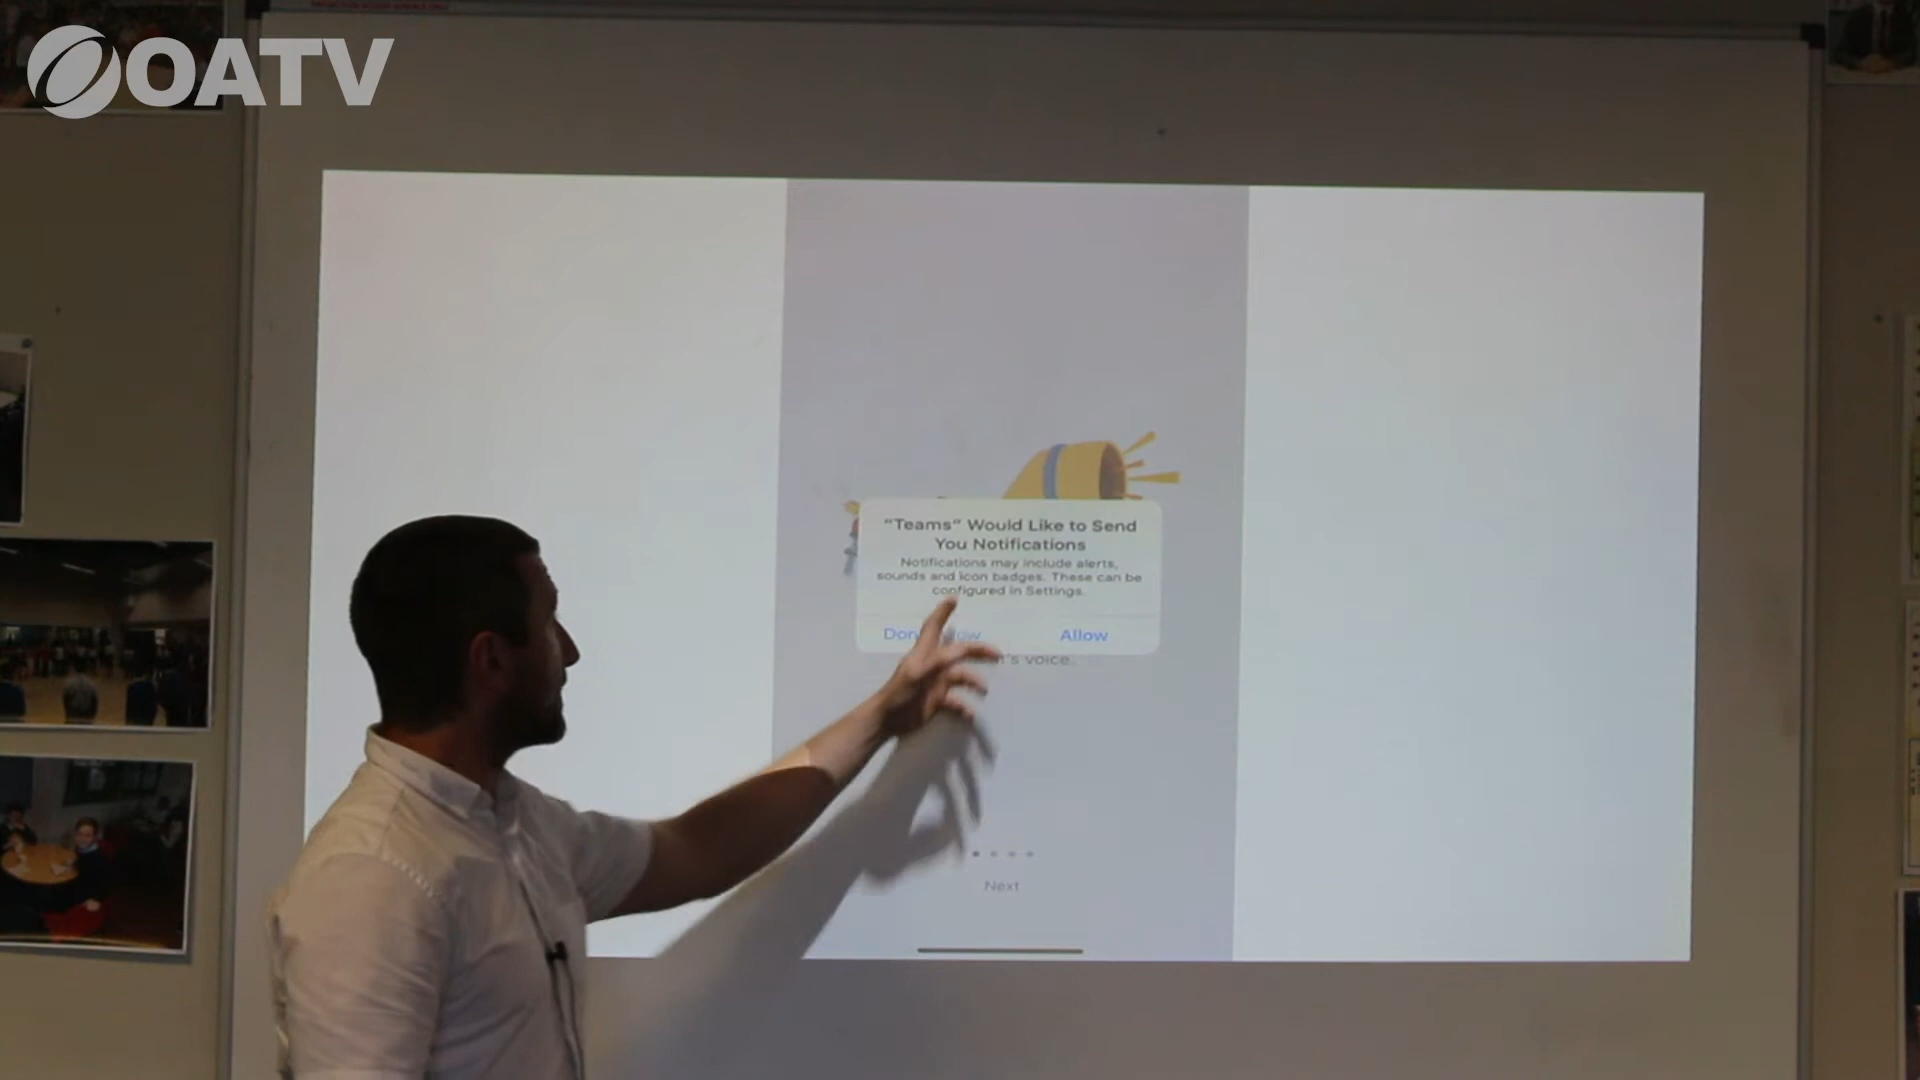 OATV
“Teams” Would Like to Send
You Notifications
Notifications may include alerts,
sounds and icon badges. These can be
configured in Settings.
Allow
voice.
Next